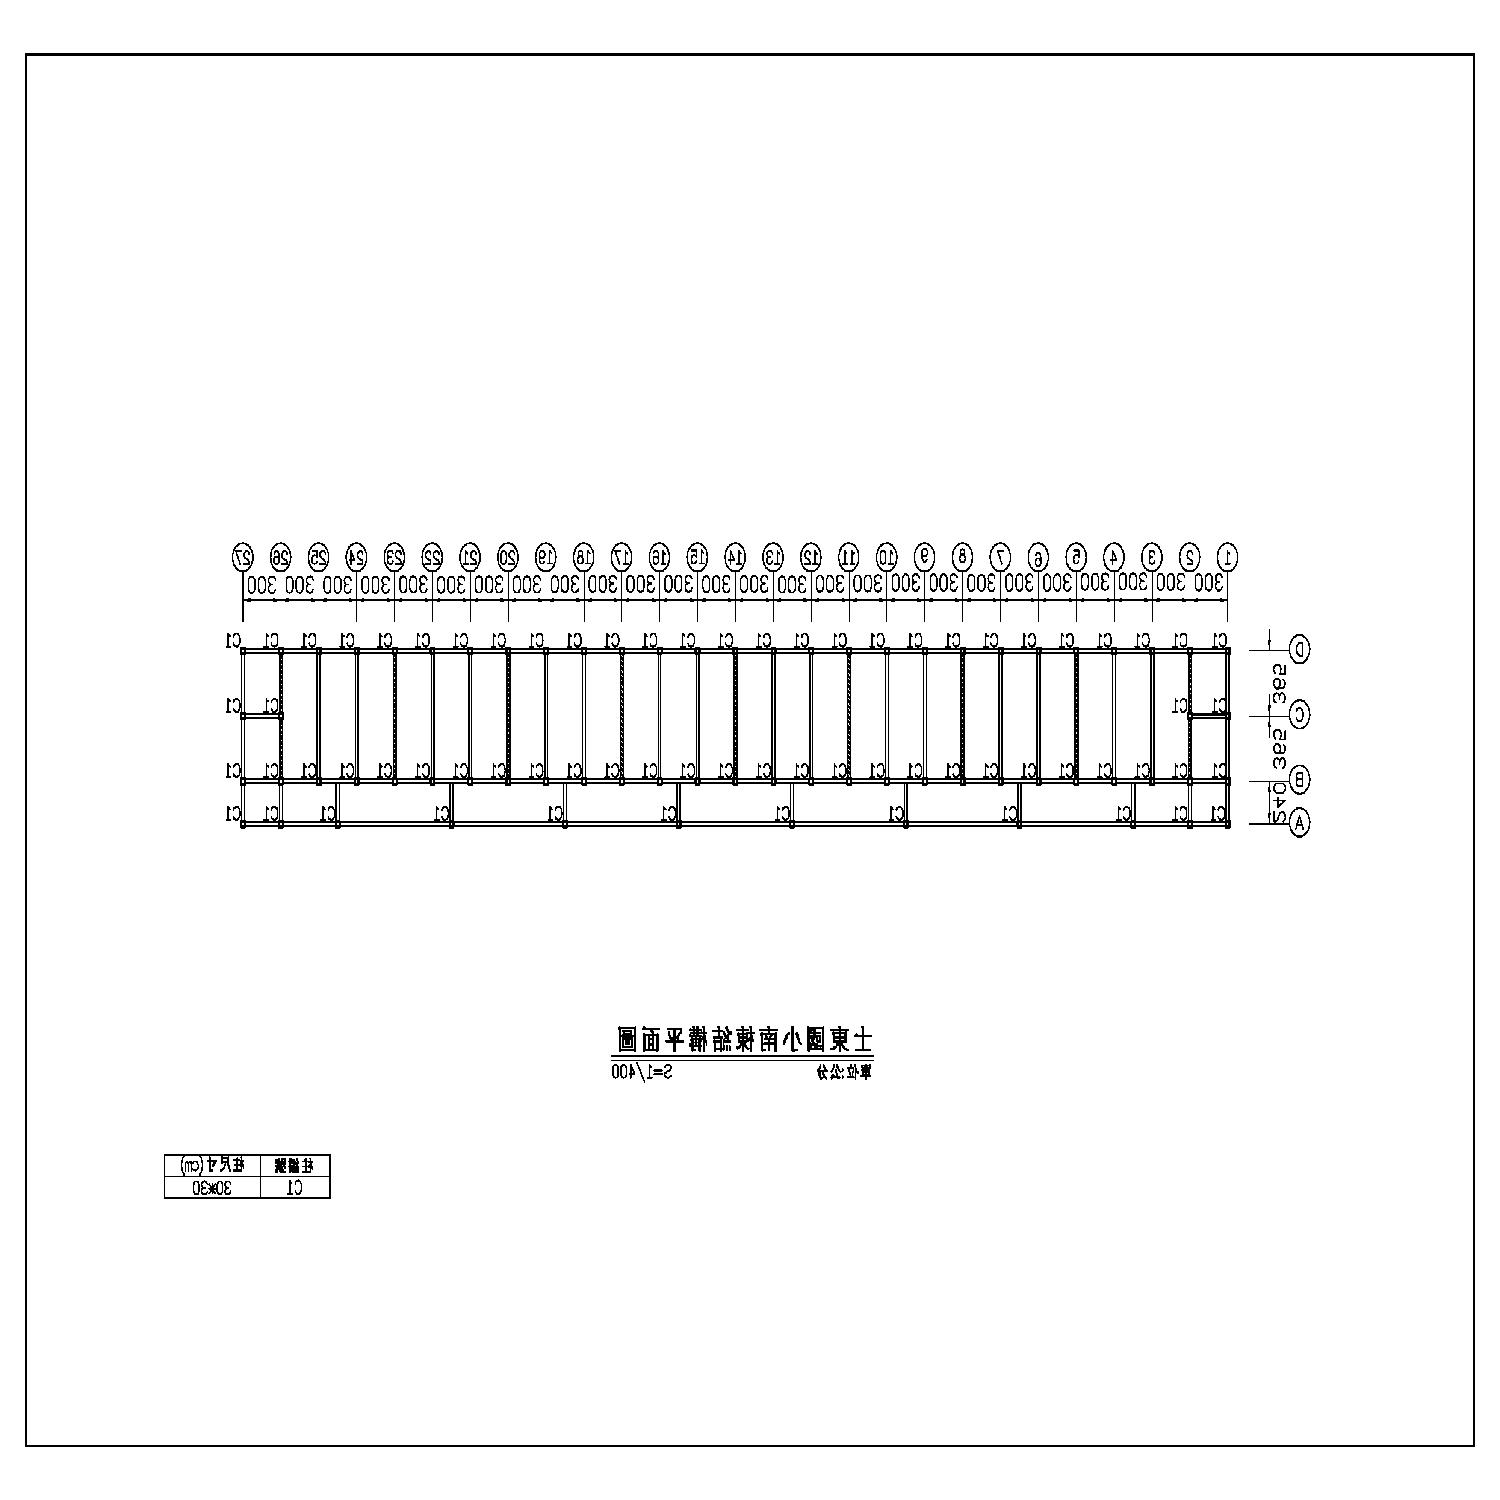 1 2 3 4 5 6 7 8 9 10 11 12 13 14 15 16 17 18 19 20 21 22 23 24 25 26 27
300 300 300 300 300 300 300 300 300 300 300 300 300 300 300 300 300 300 300 300 300 300 300 300 300 300
D C1 C1 C1 C1 C1 C1 C1 C1 C1 C1 C1 C1 C1 C1 C1 C1 C1 C1 C1 C1 C1 C1 C1 C1 C1 C1 C1
365
C C1 C1 C1 C1
365
B C1 C1 C1 C1 C1 C1 C1 C1 C1 C1 C1 C1 C1 C1 C1 C1 C1 C1 C1 C1 C1 C1 C1 C1 C1 C1 C1
240
A C1 C1 C1 C1 C1 C1 C1 C1 C1 C1 C1 C1
士東國小南棟結構平面圖
單位:公分 S=1/400
柱編號 柱尺寸(cm)
C1 30*30